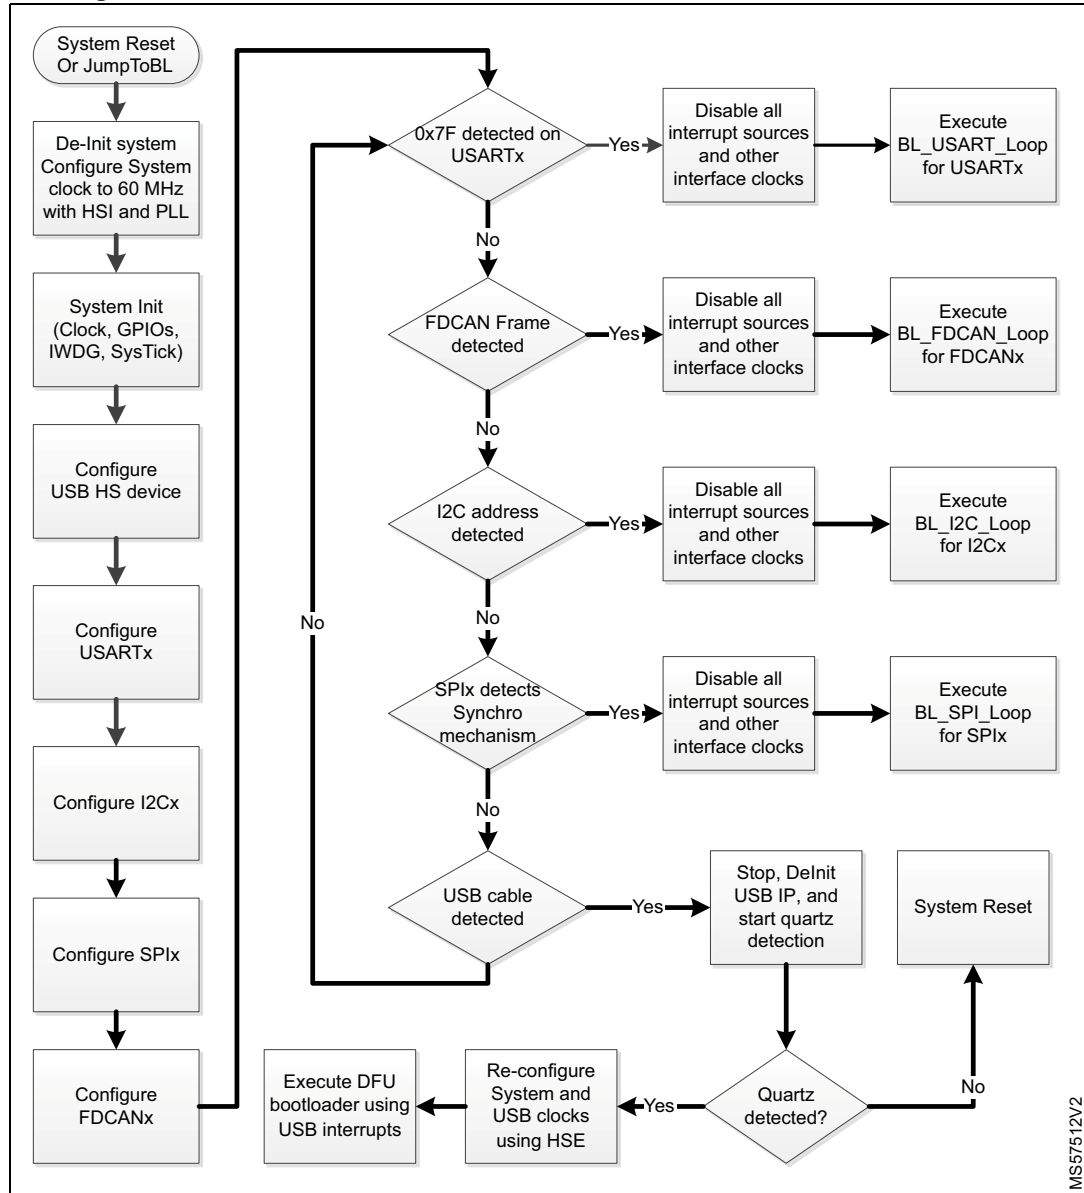 System Reset
Or JumpToBL
De-Init system
Configure System
clock to 60 MHz
with HSI and PLL
System Init
(Clock, GPIOs,
IWDG, SysTick)
Configure
USB HS device
Configure
USARTx
Configure I2Cx
Configure SPIx
Configure
FDCANx
0x7F detected on
USARTx
Yes
Disable all
interrupt sources
and other
interface clocks
Execute
BL_USART_Loop
for USARTx
No
FDCAN Frame
detected
Yes
Disable all
interrupt sources
and other
interface clocks
Execute
BL_FDCAN_Loop
for FDCANx
No
I2C address
detected
Yes
Disable all
interrupt sources
and other
interface clocks
Execute
BL_I2C_Loop
for I2Cx
No
No
SPIx detects
Synchro
mechanism
Yes
Disable all
interrupt sources
and other
interface clocks
Execute
BL_SPI_Loop
for SPIx
No
USB cable
detected
Yes
Stop, DeInit
USB IP, and
start quartz
detection
System Reset
Quartz
detected?
No
Yes
Re-configure
System and
USB clocks
using HSE
Execute DFU
bootloader using
USB interrupts
MS57512V2